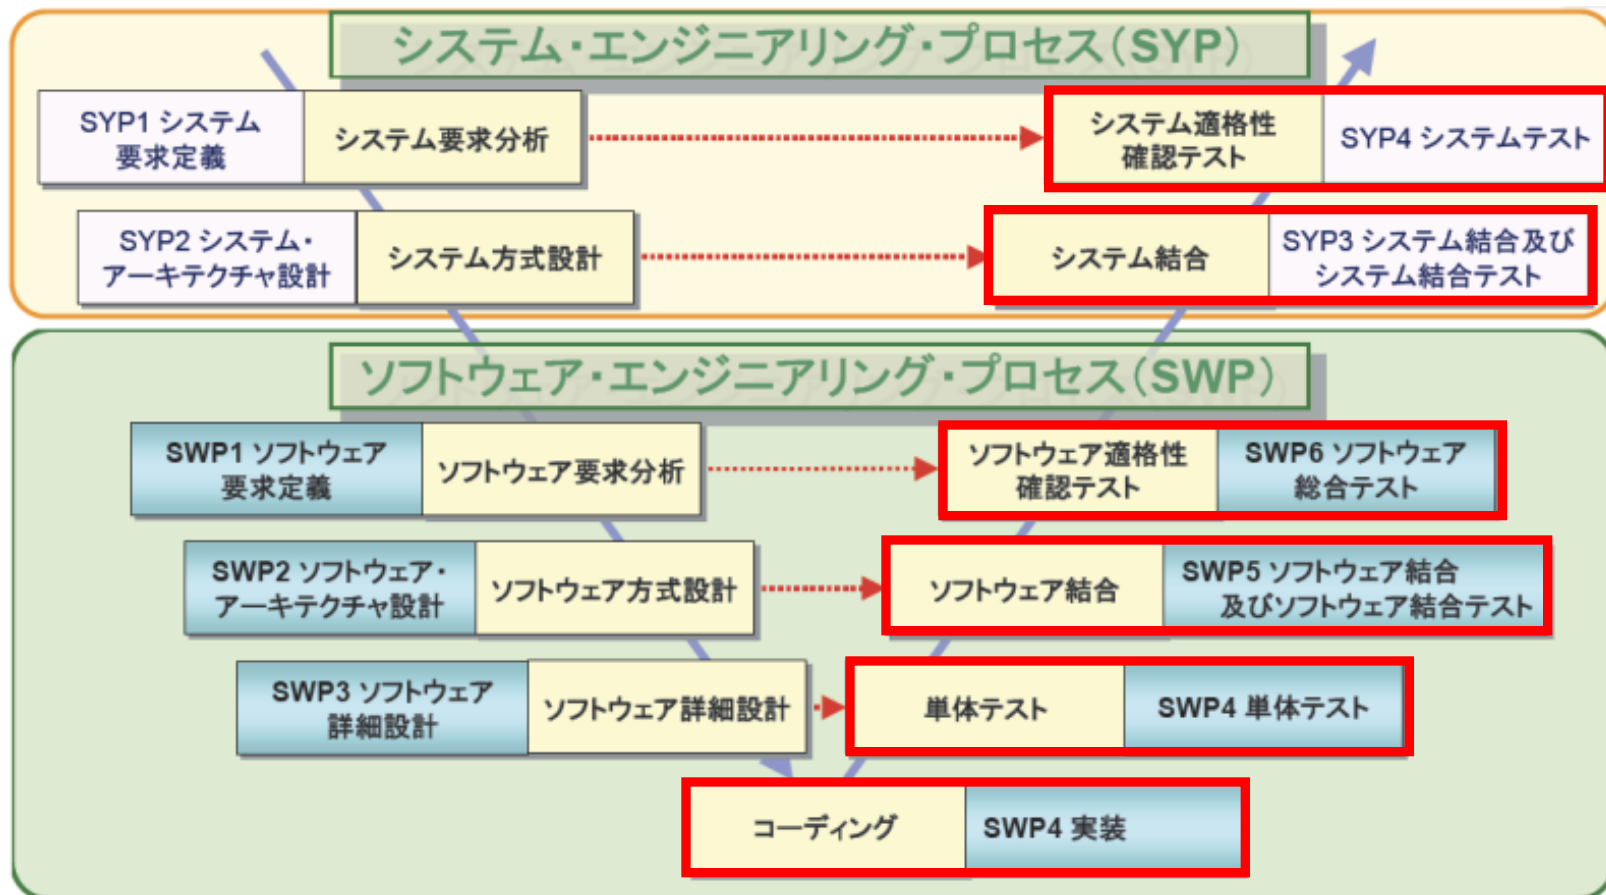 システム・エンジニアリング・プロセス(SYP)
SYP1 システム
要求定義
システム要求分析
システム適格性
確認テスト
SYP4 システムテスト
SYP2 システム・
アーキテクチャ設計
システム方式設計
システム結合
SYP3 システム結合及び
システム結合テスト
ソフトウェア・エンジニアリング・プロセス(SWP)
SWP1 ソフトウェア
要求定義
ソフトウェア要求分析
ソフトウェア適格性
確認テスト
SWP6 ソフトウェア
総合テスト
SWP2 ソフトウェア・
アーキテクチャ設計
ソフトウェア方式設計
ソフトウェア結合
SWP5 ソフトウェア結合
及びソフトウェア結合テスト
SWP3 ソフトウェア
詳細設計
ソフトウェア詳細設計
単体テスト
SWP4 単体テスト
コーディング
SWP4 実装